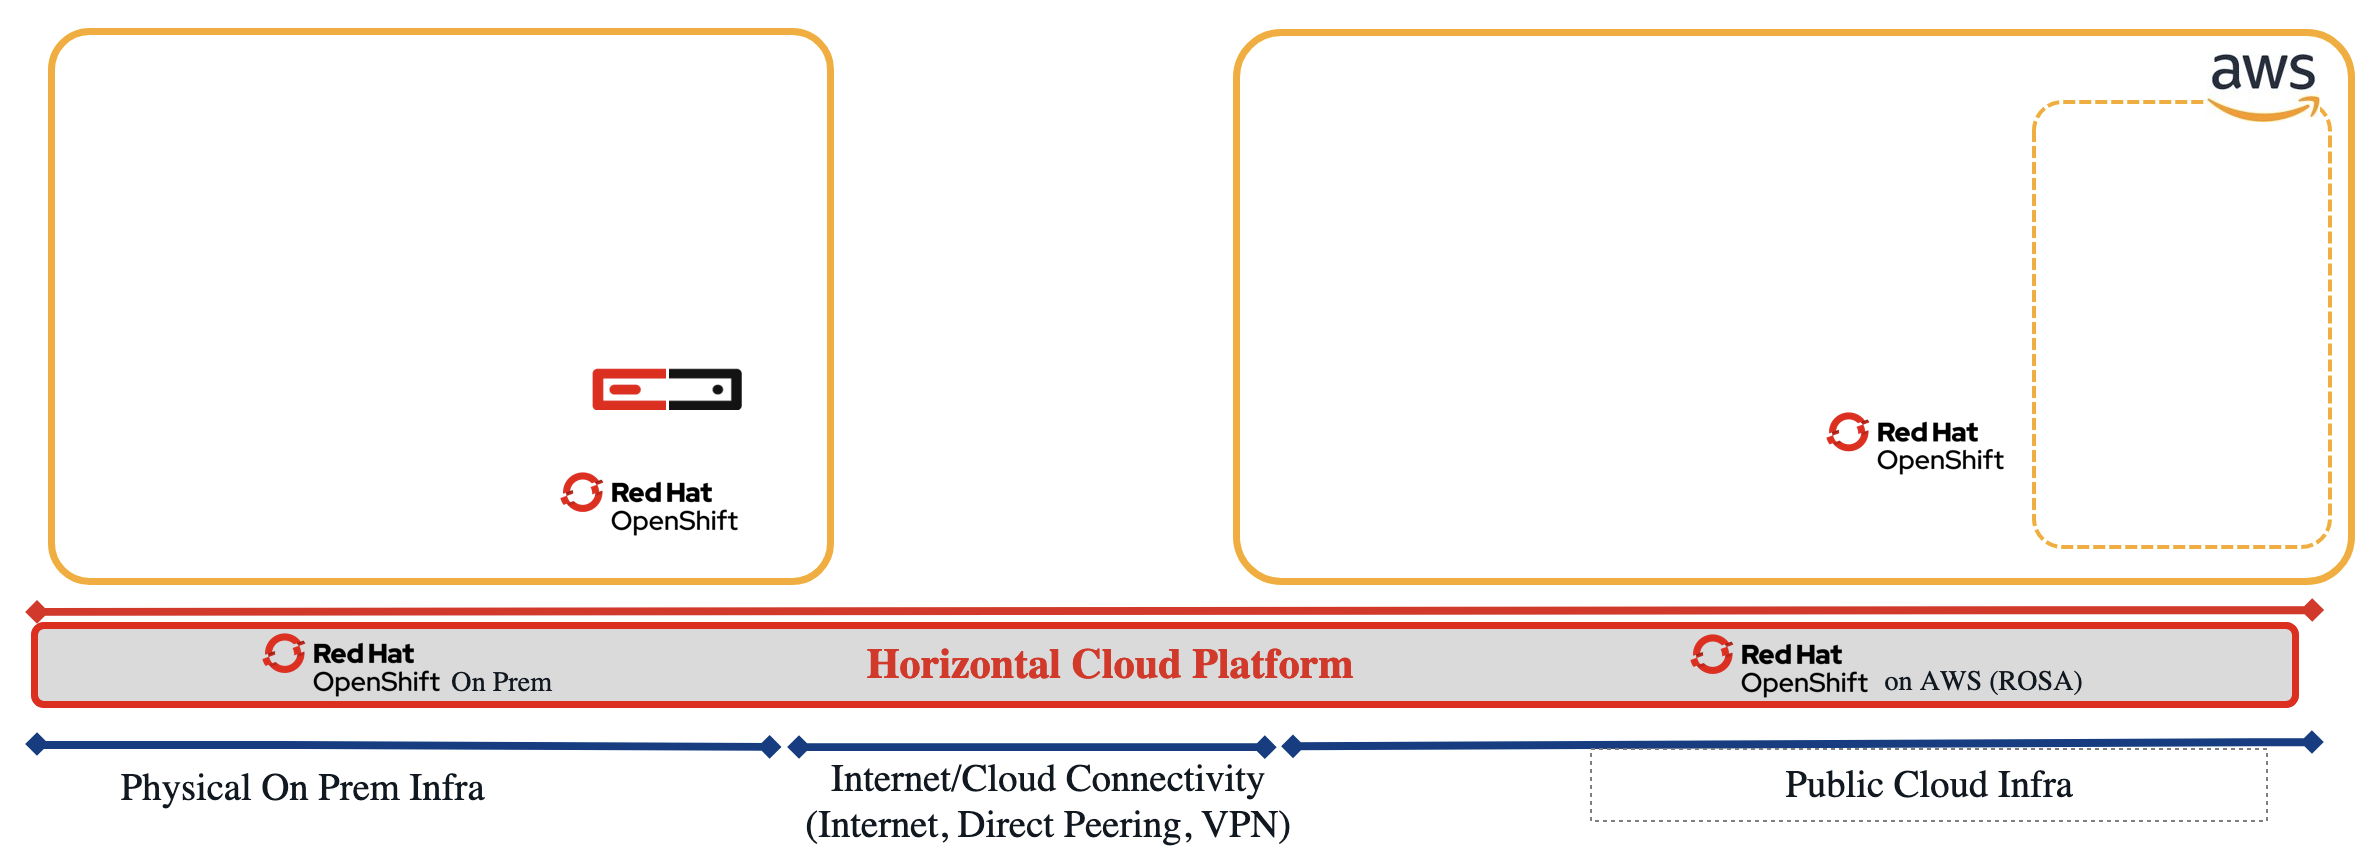 aws
Red Hat
OpenShift
Red Hat
OpenShift
Red Hat
OpenShift On Prem
Horizontal Cloud Platform
Red Hat
OpenShift on AWS (ROSA)
Physical On Prem Infra
Internet/Cloud Connectivity
(Internet, Direct Peering, VPN)
Public Cloud Infra